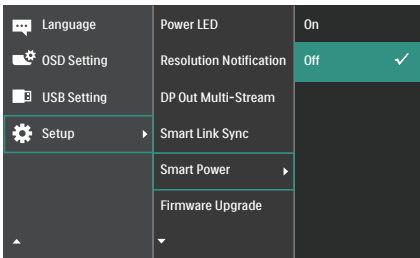 Language
OSD Setting
USB Setting
Setup
Power LED
Resolution Notification
DP Out Multi-Stream
Smart Link Sync
Smart Power
Firmware Upgrade
On
Off